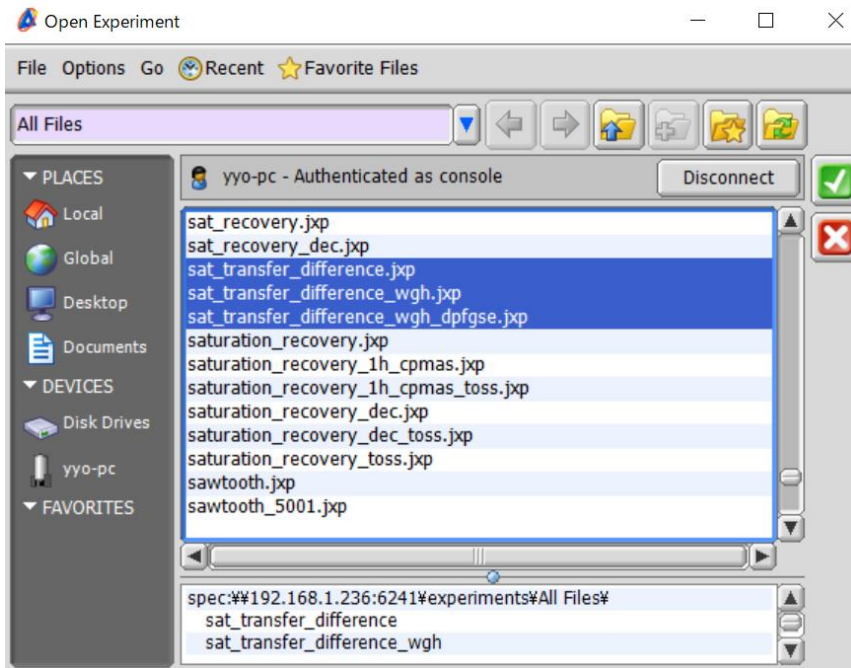 Open Experiment
File Options Go Recent Favorite Files
All Files
PLACES
Local
Global
Desktop
Documents
DEVICES
Disk Drives
yyo-pc
FAVORITES
yyo-pc - Authenticated as console
Disconnect
sat_recovery.jxp
sat_recovery_dec.jxp
sat_transfer_difference.jxp
sat_transfer_difference_wgh.jxp
sat_transfer_difference_wgh_dpfgse.jxp
saturation_recovery.jxp
saturation_recovery_1h_cpmas.jxp
saturation_recovery_1h_cpmas_toss.jxp
saturation_recovery_dec.jxp
saturation_recovery_dec_toss.jxp
saturation_recovery_toss.jxp
sawtooth.jxp
sawtooth_5001.jxp
spec:¥¥192.168.1.236:6241¥experiments¥All Files¥
sat_transfer_difference
sat_transfer_difference_wgh